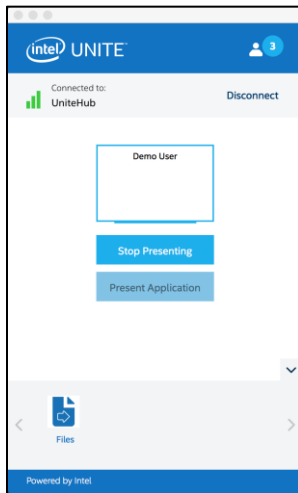 intel UNITE
3
Connected to:
UniteHub
Disconnect
Demo User
Stop Presenting
Present Application
Files
Powered by Intel